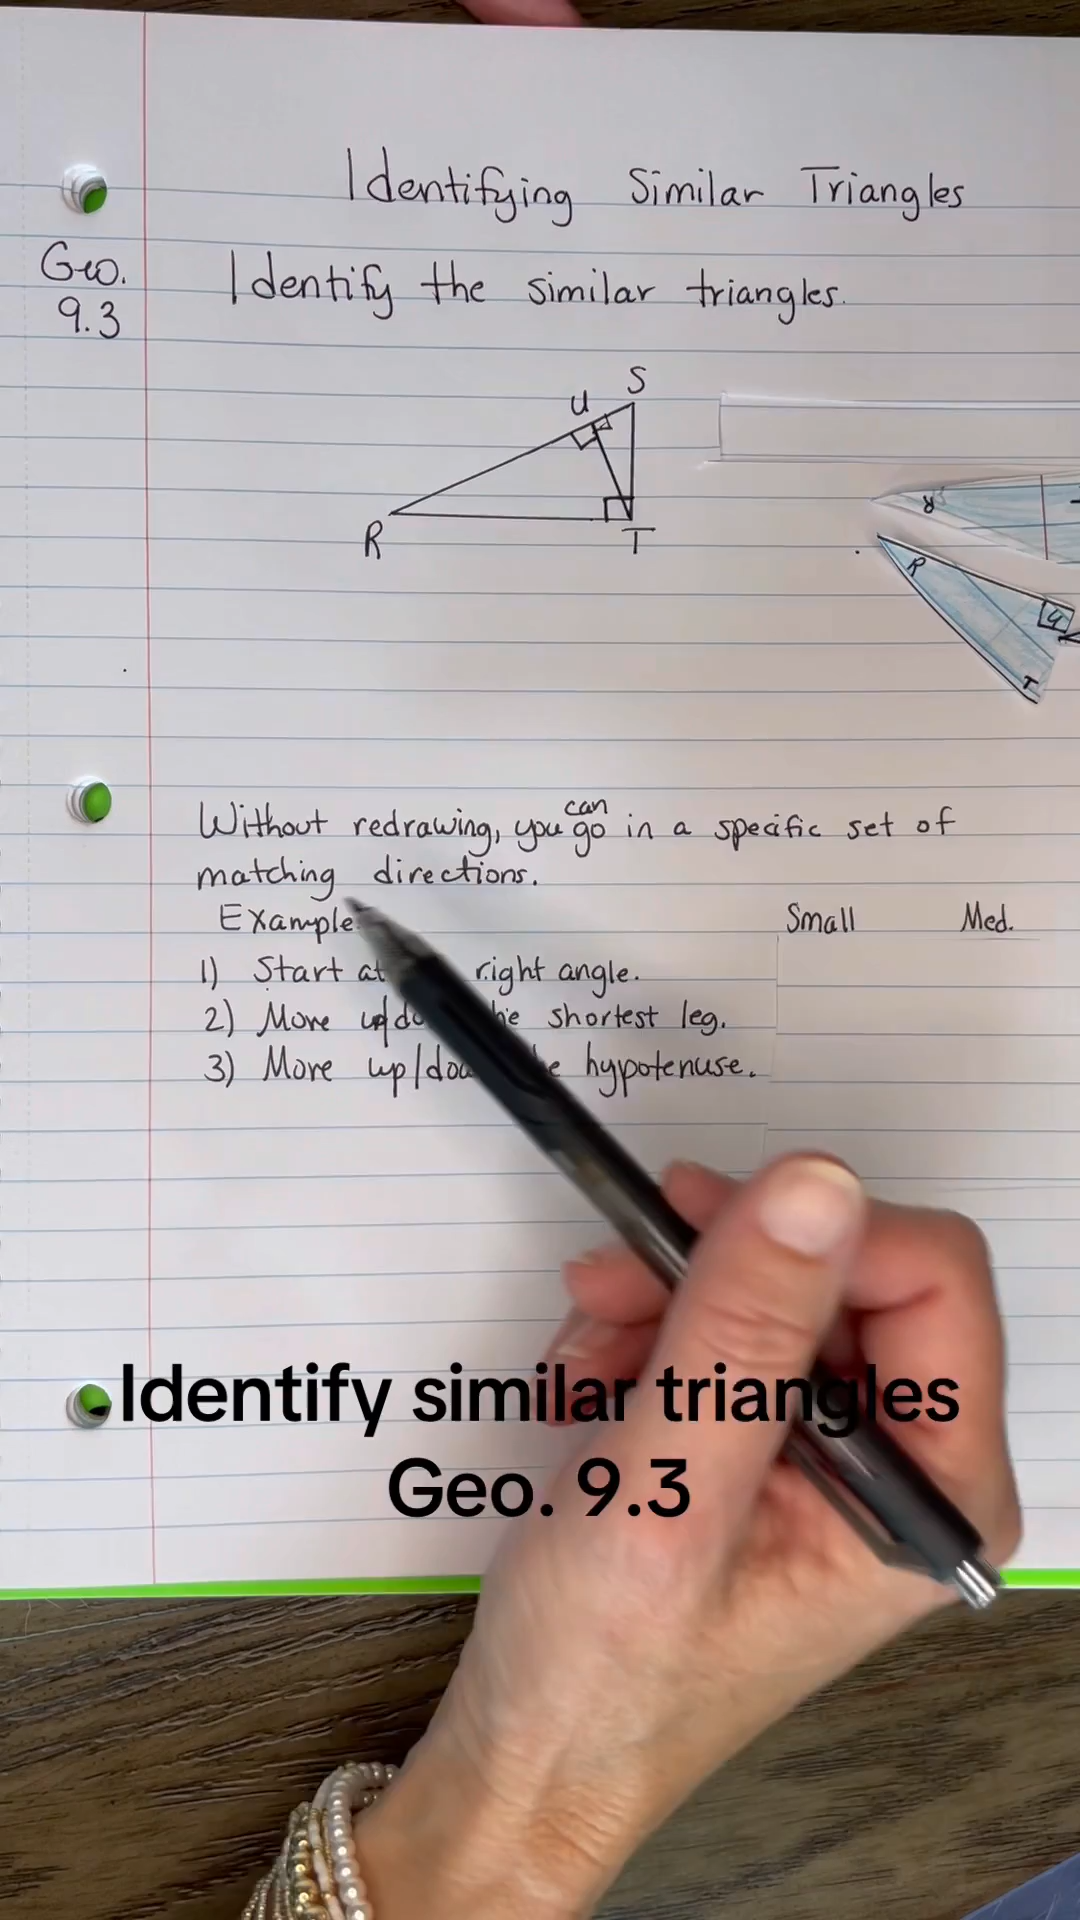 Identifying Similar Triangles
Geo.
9.3
Identify the similar triangles.
S
U
R
T
R
R
U
T
Without redrawing, you can go in a specific set of
matching directions.
Example
Small Med.
1) Start at right angle.
2) Move up/do shortest leg.
3) Move up/dow hypotenuse.
Identify similar triangles
Geo. 9.3